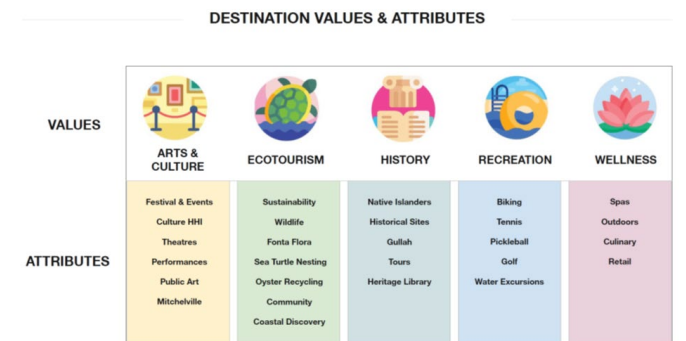 DESTINATION VALUES & ATTRIBUTES
VALUES
ARTS &
CULTURE
ECOTOURISM
HISTORY
RECREATION
WELLNESS
ATTRIBUTES
Festival & Events
Culture HHI
Theatres
Performances
Public Art
Mitchelville
Sustainability
Wildlife
Fonta Flora
Sea Turtle Nesting
Oyster Recycling
Community
Coastal Discovery
Native Islanders
Historical Sites
Gullah
Tours
Heritage Library
Biking
Tennis
Pickleball
Golf
Water Excursions
Spas
Outdoors
Culinary
Retail